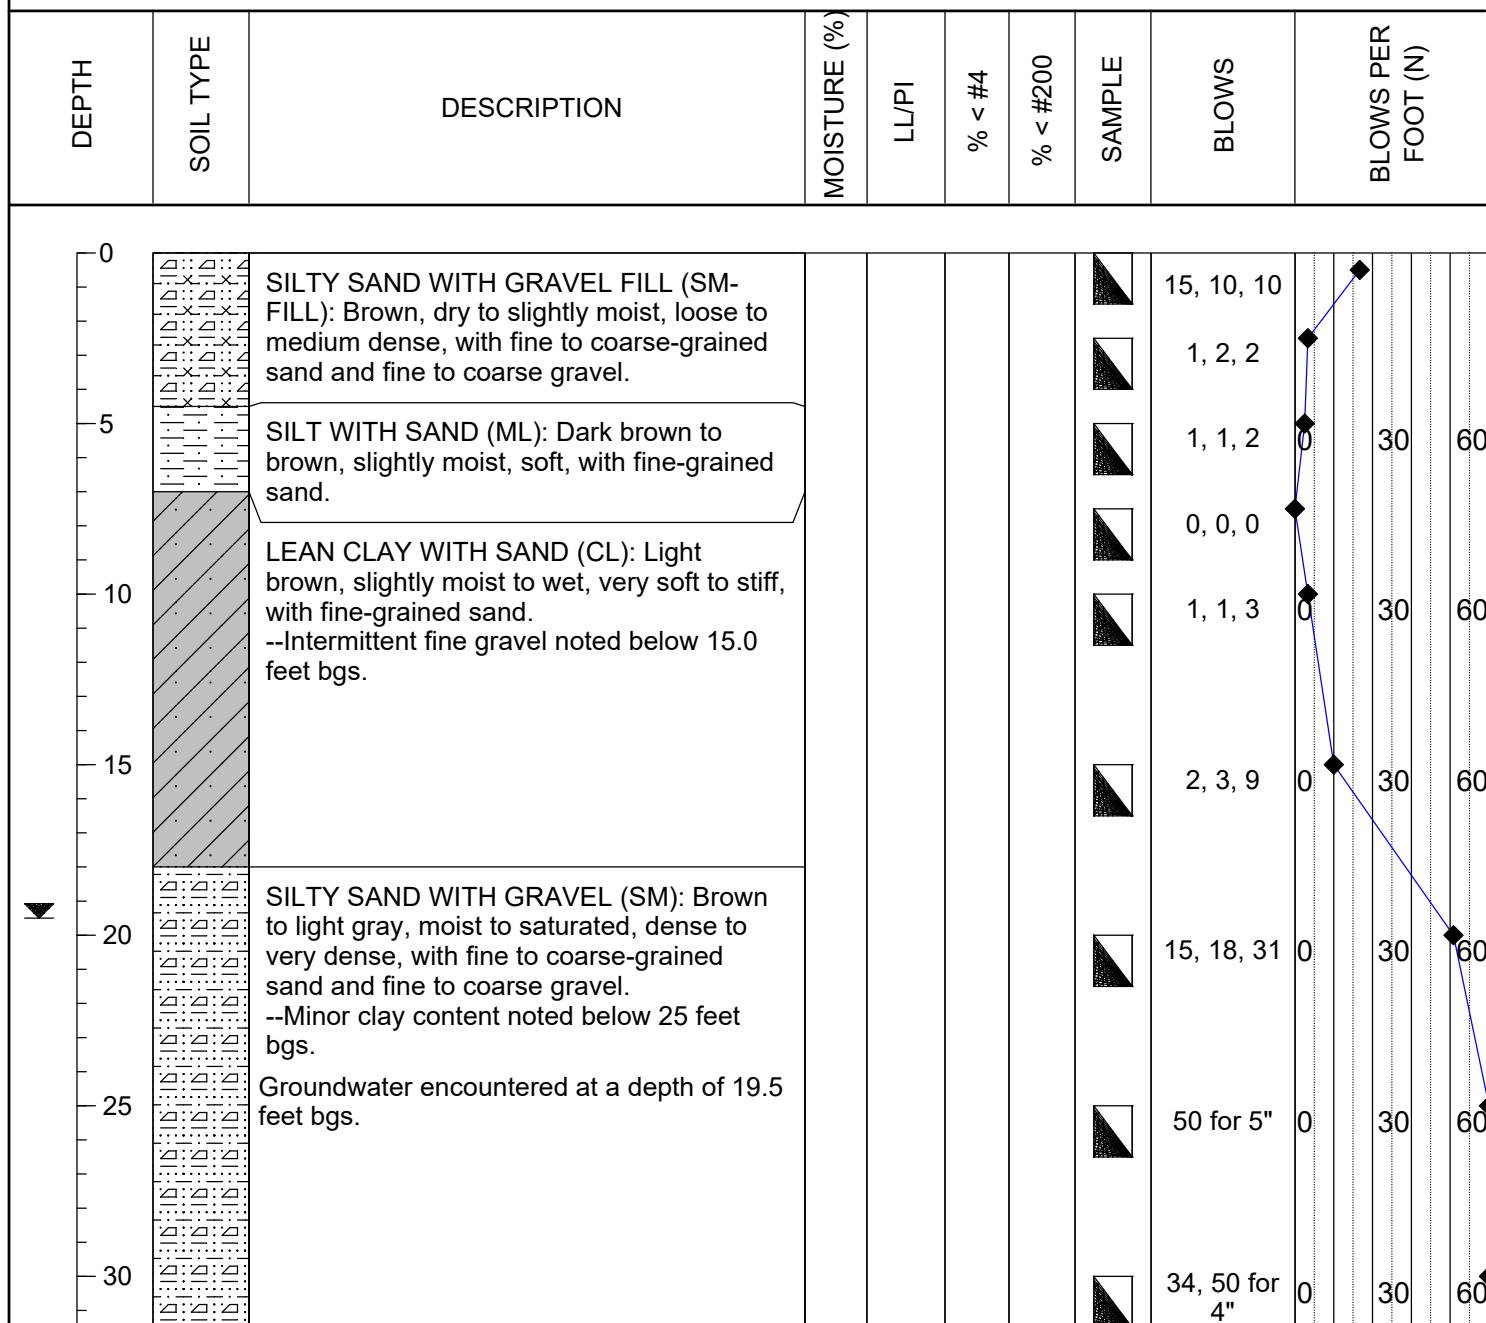 DEPTH
SOIL TYPE
DESCRIPTION
MOISTURE (%)
LL/PI
% < #4
% < #200
SAMPLE
BLOWS
BLOWS PER
FOOT (N)
0
SILTY SAND WITH GRAVEL FILL (SM-
FILL): Brown, dry to slightly moist, loose to
medium dense, with fine to coarse-grained
sand and fine to coarse gravel.
15, 10, 10
1, 2, 2
5
SILT WITH SAND (ML): Dark brown to
brown, slightly moist, soft, with fine-grained
sand.
1, 1, 2
0 30 60
0, 0, 0
LEAN CLAY WITH SAND (CL): Light
brown, slightly moist to wet, very soft to stiff,
with fine-grained sand.
--Intermittent fine gravel noted below 15.0
feet bgs.
10
1, 1, 3
0 30 60
15
2, 3, 9
0 30 60
SILTY SAND WITH GRAVEL (SM): Brown
to light gray, moist to saturated, dense to
very dense, with fine to coarse-grained
sand and fine to coarse gravel.
--Minor clay content noted below 25 feet
bgs.
20
15, 18, 31
0 30 60
Groundwater encountered at a depth of 19.5
feet bgs.
25
50 for 5"
0 30 60
30
34, 50 for
4"
0 30 60